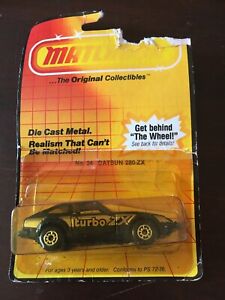 MATCHBOX
...The Original Collectibles™
Die Cast Metal.
Realism That Can't
Be Matched!
Get behind
"The Wheel!"
See back for details!
No. 24 DATSUN 280-ZX
turbo ZX
For ages 3 years and older. Conforms to PS 72-76.